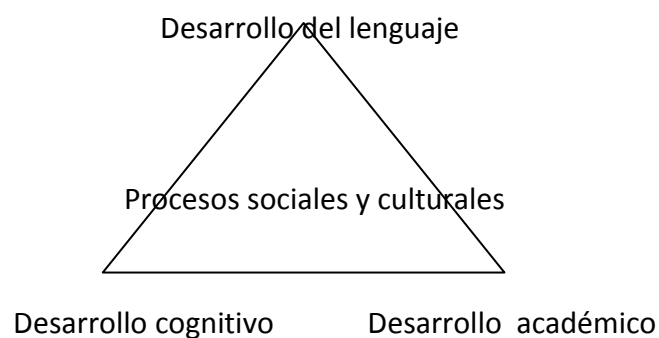 Desarrollo del lenguaje
Procesos sociales y culturales
Desarrollo cognitivo
Desarrollo académico